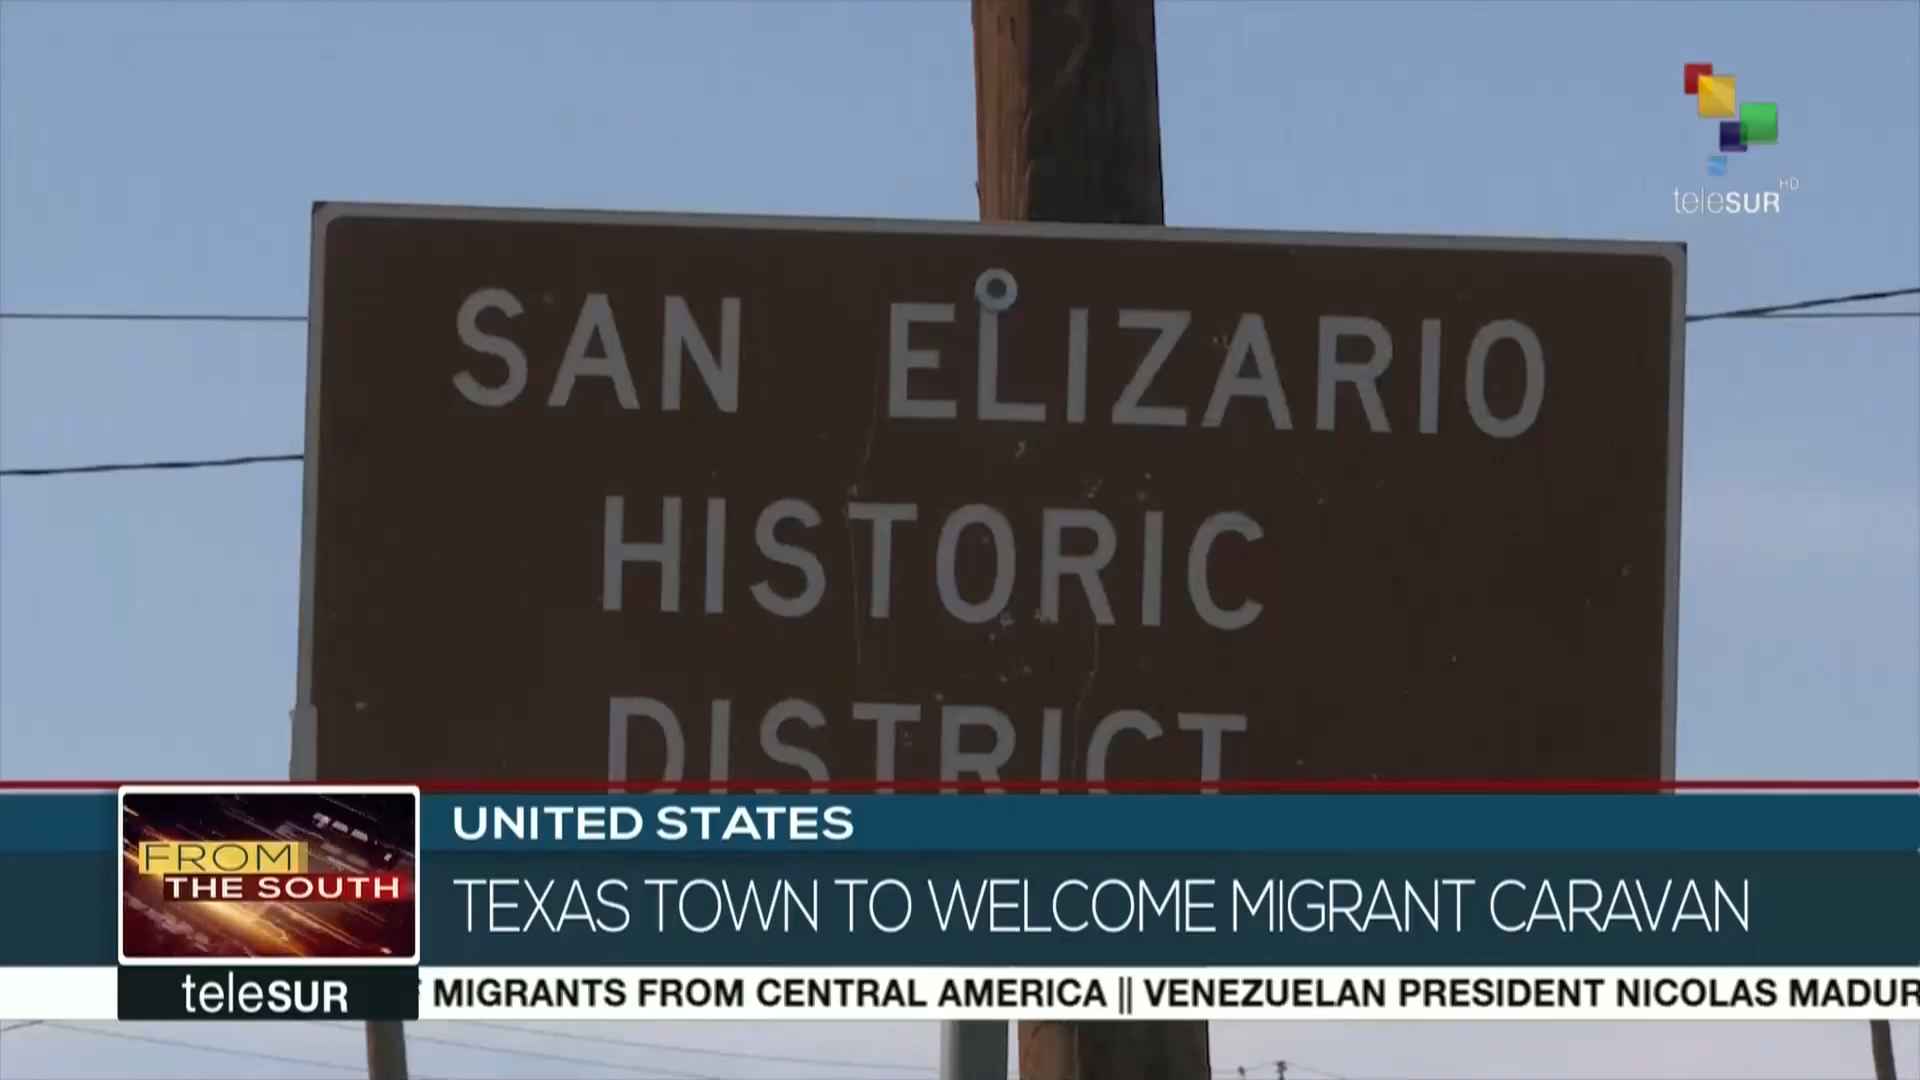 teleSUR HD
SAN ELIZARIO
HISTORIC
DISTRICT
UNITED STATES
FROM
THE SOUTH
TEXAS TOWN TO WELCOME MIGRANT CARAVAN
teleSUR
MIGRANTS FROM CENTRAL AMERICA || VENEZUELAN PRESIDENT NICOLAS MADUR